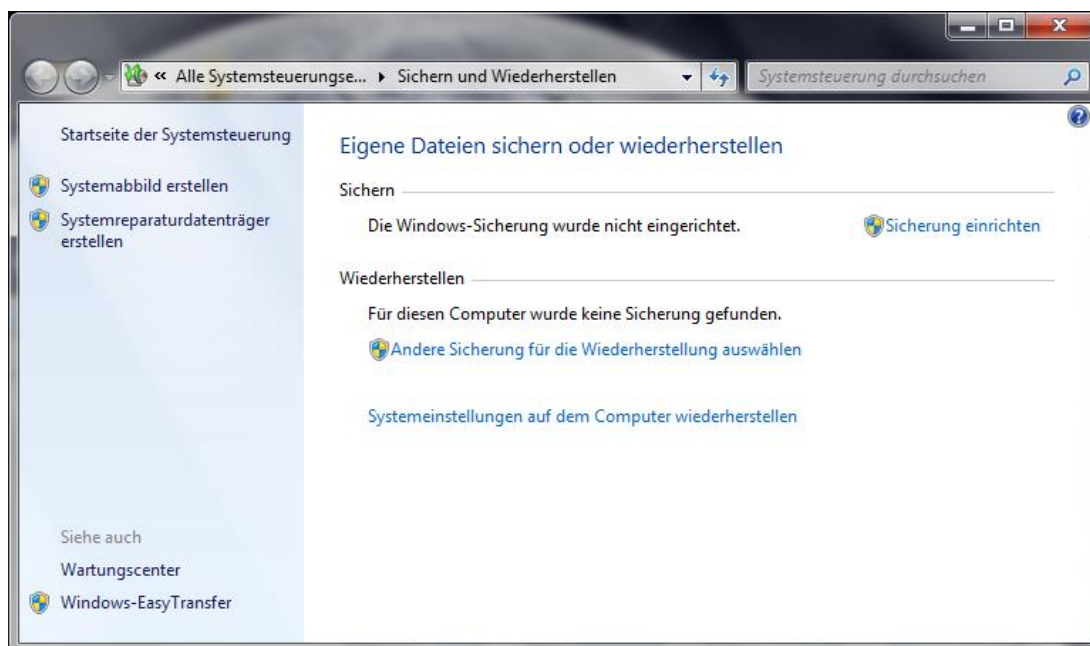 « Alle Systemsteuerungse... ▸ Sichern und Wiederherstellen
Systemsteuerung durchsuchen
Startseite der Systemsteuerung
Systemabbild erstellen
Systemreparaturdatenträger
erstellen
Siehe auch
Wartungscenter
Windows-EasyTransfer
Eigene Dateien sichern oder wiederherstellen
Sichern
Die Windows-Sicherung wurde nicht eingerichtet.
Sicherung einrichten
Wiederherstellen
Für diesen Computer wurde keine Sicherung gefunden.
Andere Sicherung für die Wiederherstellung auswählen
Systemeinstellungen auf dem Computer wiederherstellen